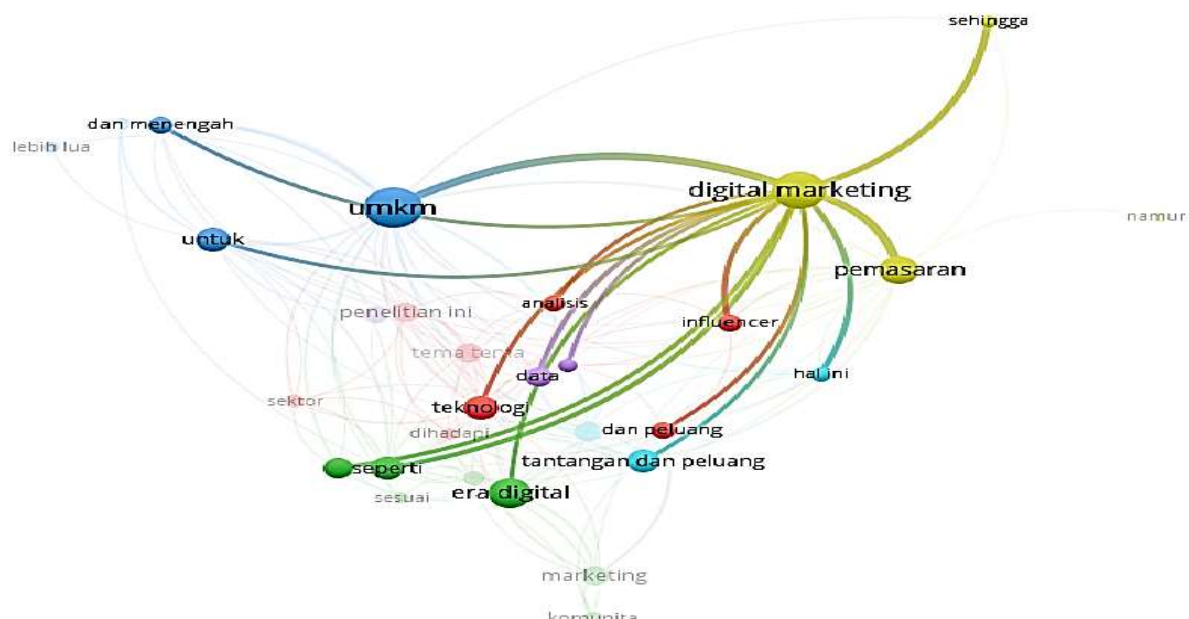 sehingga
dan menengah
lebih lua
digital marketing
umkm
namur
untuk
pemasaran
analisis
penelitian ini
influencer
tema tema
data
hal ini
sektor
teknologi
dihadapi
dan peluang
tantangan dan peluang
seperti
era digital
sesuai
marketing
komunita